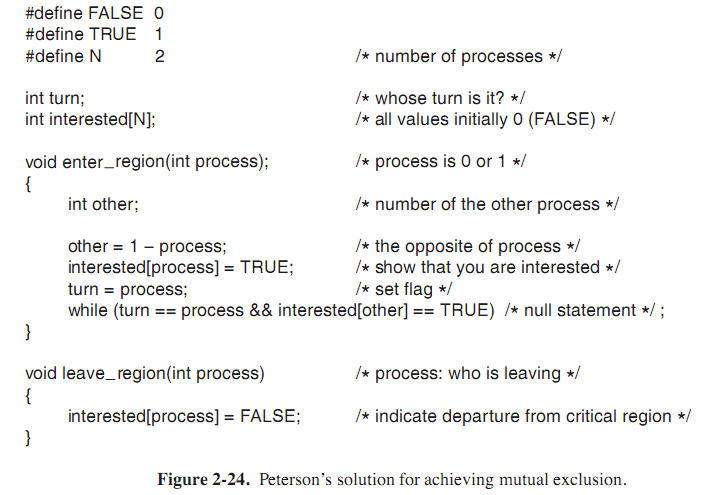 #define FALSE 0
#define TRUE 1
#define N 2 /* number of processes */
int turn; /* whose turn is it? */
int interested[N]; /* all values initially 0 (FALSE) */
void enter_region(int process); /* process is 0 or 1 */
{
int other; /* number of the other process */
other = 1 − process; /* the opposite of process */
interested[process] = TRUE; /* show that you are interested */
turn = process; /* set flag */
while (turn == process && interested[other] == TRUE) /* null statement */ ;
}
void leave_region(int process) /* process: who is leaving */
{
interested[process] = FALSE; /* indicate departure from critical region */
}
Figure 2-24. Peterson’s solution for achieving mutual exclusion.